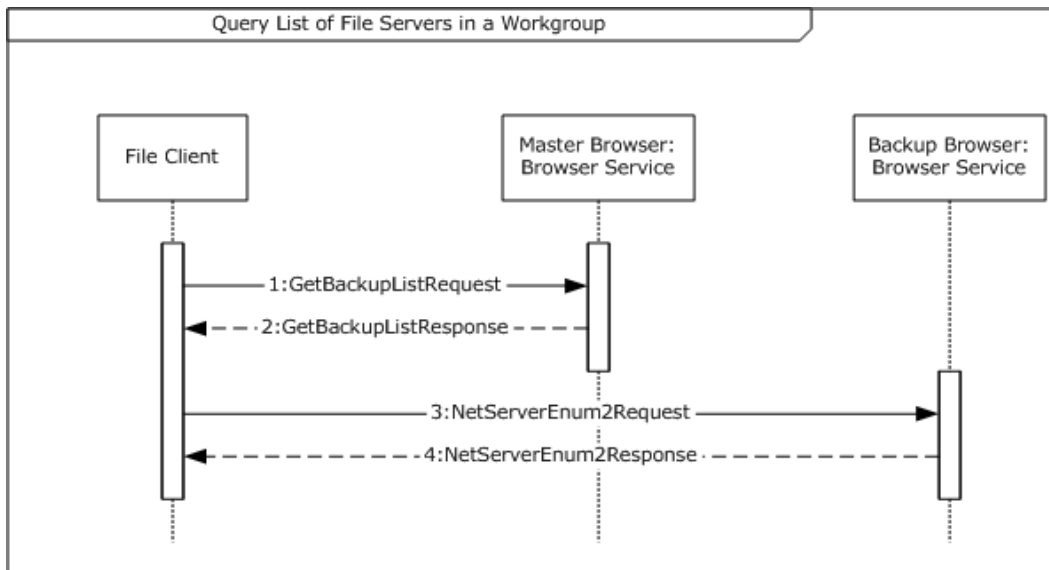 Query List of File Servers in a Workgroup
File Client
Master Browser:
Browser Service
Backup Browser:
Browser Service
1:GetBackupListRequest
2:GetBackupListResponse
3:NetServerEnum2Request
4:NetServerEnum2Response